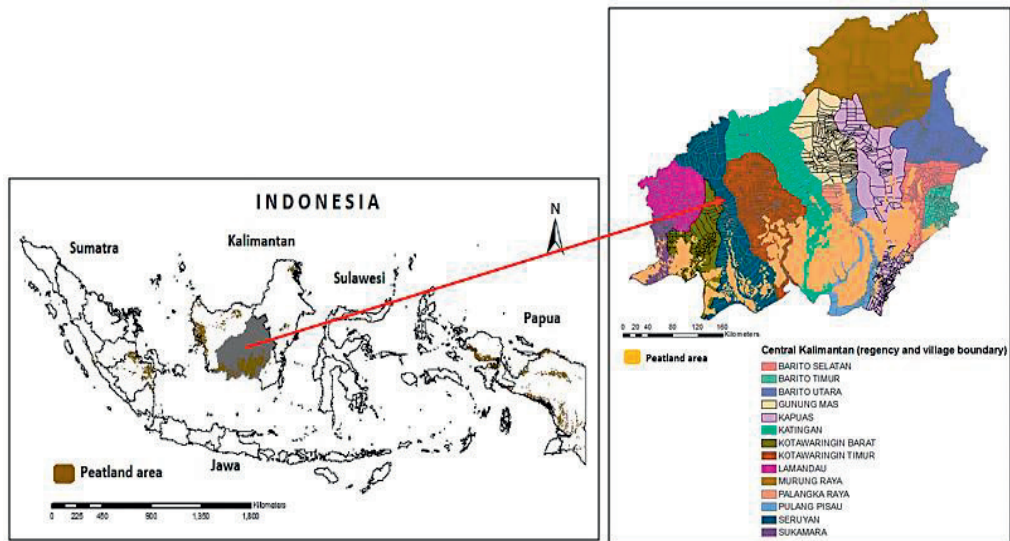 INDONESIA
N
Sumatra
Kalimantan
Sulawesi
Papua
Jawa
Peatland area
0 225 450 900 1,350 1,800
Kilometers
0 20 40 80 120 160
Kilometers
Peatland area
Central Kalimantan (regency and village boundary)
BARITO SELATAN
BARITO TIMUR
BARITO UTARA
GUNUNG MAS
KAPUAS
KATINGAN
KOTAWARINGIN BARAT
KOTAWARINGIN TIMUR
LAMANDAU
MURUNG RAYA
PALANGKA RAYA
PULANG PISAU
SERUYAN
SUKAMARA